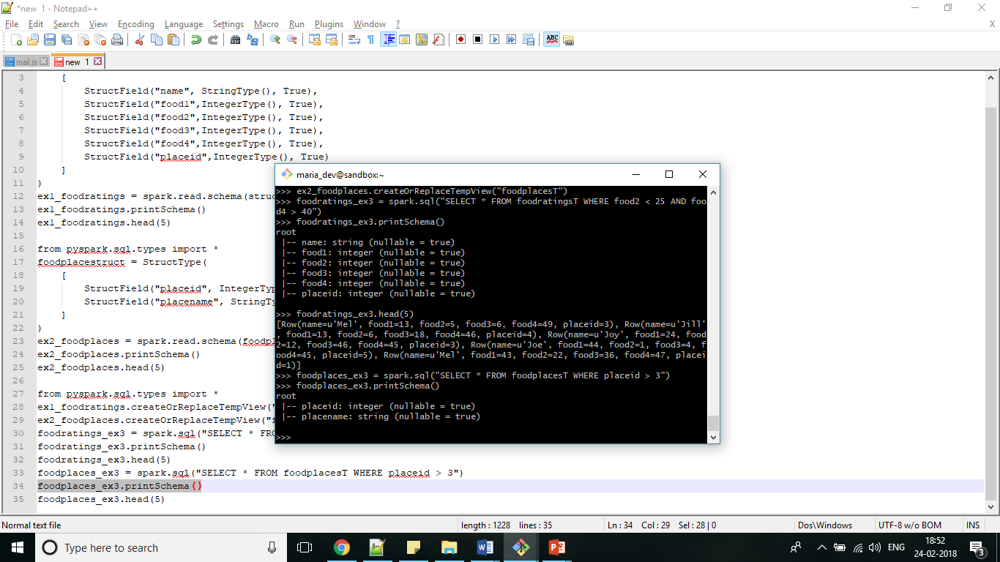 *new 1 - Notepad++
File Edit Search View Encoding Language Settings Macro Run Plugins Window ? X
ABC
mail.js new 1
3 [
4 StructField("name", StringType(), True),
5 StructField("food1",IntegerType(), True),
6 StructField("food2",IntegerType(), True),
7 StructField("food3",IntegerType(), True),
8 StructField("food4",IntegerType(), True),
9 StructField("placeid",IntegerType(), True)
10 ]
11 )
12 ex1_foodratings = spark.read.schema(struc
13 ex1_foodratings.printSchema()
14 ex1_foodratings.head(5)
15
16 from pyspark.sql.types import *
17 foodplacestruct = StructType(
18 [
19 StructField("placeid", IntegerTyp
20 StructField("placename", StringTy
21 ]
22 )
23 ex2_foodplaces = spark.read.schema(foodpl
24 ex2_foodplaces.printSchema()
25 ex2_foodplaces.head(5)
26
27 from pyspark.sql.types import *
28 ex1_foodratings.createOrReplaceTempView("
29 ex2_foodplaces.createOrReplaceTempView("f
30 foodratings_ex3 = spark.sql("SELECT * FRO
31 foodratings_ex3.printSchema()
32 foodratings_ex3.head(5)
33 foodplaces_ex3 = spark.sql("SELECT * FROM foodplacesT WHERE placeid > 3")
34 foodplaces_ex3.printSchema()
35 foodplaces_ex3.head(5)
maria_dev@sandbox:~
>>> ex2_foodplaces.createOrReplaceTempView("foodplacesT")
>>> foodratings_ex3 = spark.sql("SELECT * FROM foodratingsT WHERE food2 < 25 AND foo
d4 > 40")
>>> foodratings_ex3.printSchema()
root
|-- name: string (nullable = true)
|-- food1: integer (nullable = true)
|-- food2: integer (nullable = true)
|-- food3: integer (nullable = true)
|-- food4: integer (nullable = true)
|-- placeid: integer (nullable = true)
>>> foodratings_ex3.head(5)
[Row(name=u'Mel', food1=13, food2=5, food3=6, food4=49, placeid=3), Row(name=u'Jill'
, food1=13, food2=6, food3=18, food4=46, placeid=4), Row(name=u'Joy', food1=24, food
2=12, food3=46, food4=45, placeid=3), Row(name=u'Joe', food1=44, food2=1, food3=4, f
ood4=45, placeid=5), Row(name=u'Mel', food1=43, food2=22, food3=36, food4=47, placei
d=1)]
>>> foodplaces_ex3 = spark.sql("SELECT * FROM foodplacesT WHERE placeid > 3")
>>> foodplaces_ex3.printSchema()
root
|-- placeid: integer (nullable = true)
|-- placename: string (nullable = true)
>>>
Normal text file length : 1228 lines : 35 Ln : 34 Col : 29 Sel : 28 | 0 Dos\Windows UTF-8 w/o BOM INS
Type here to search ENG 18:52
24-02-2018 3